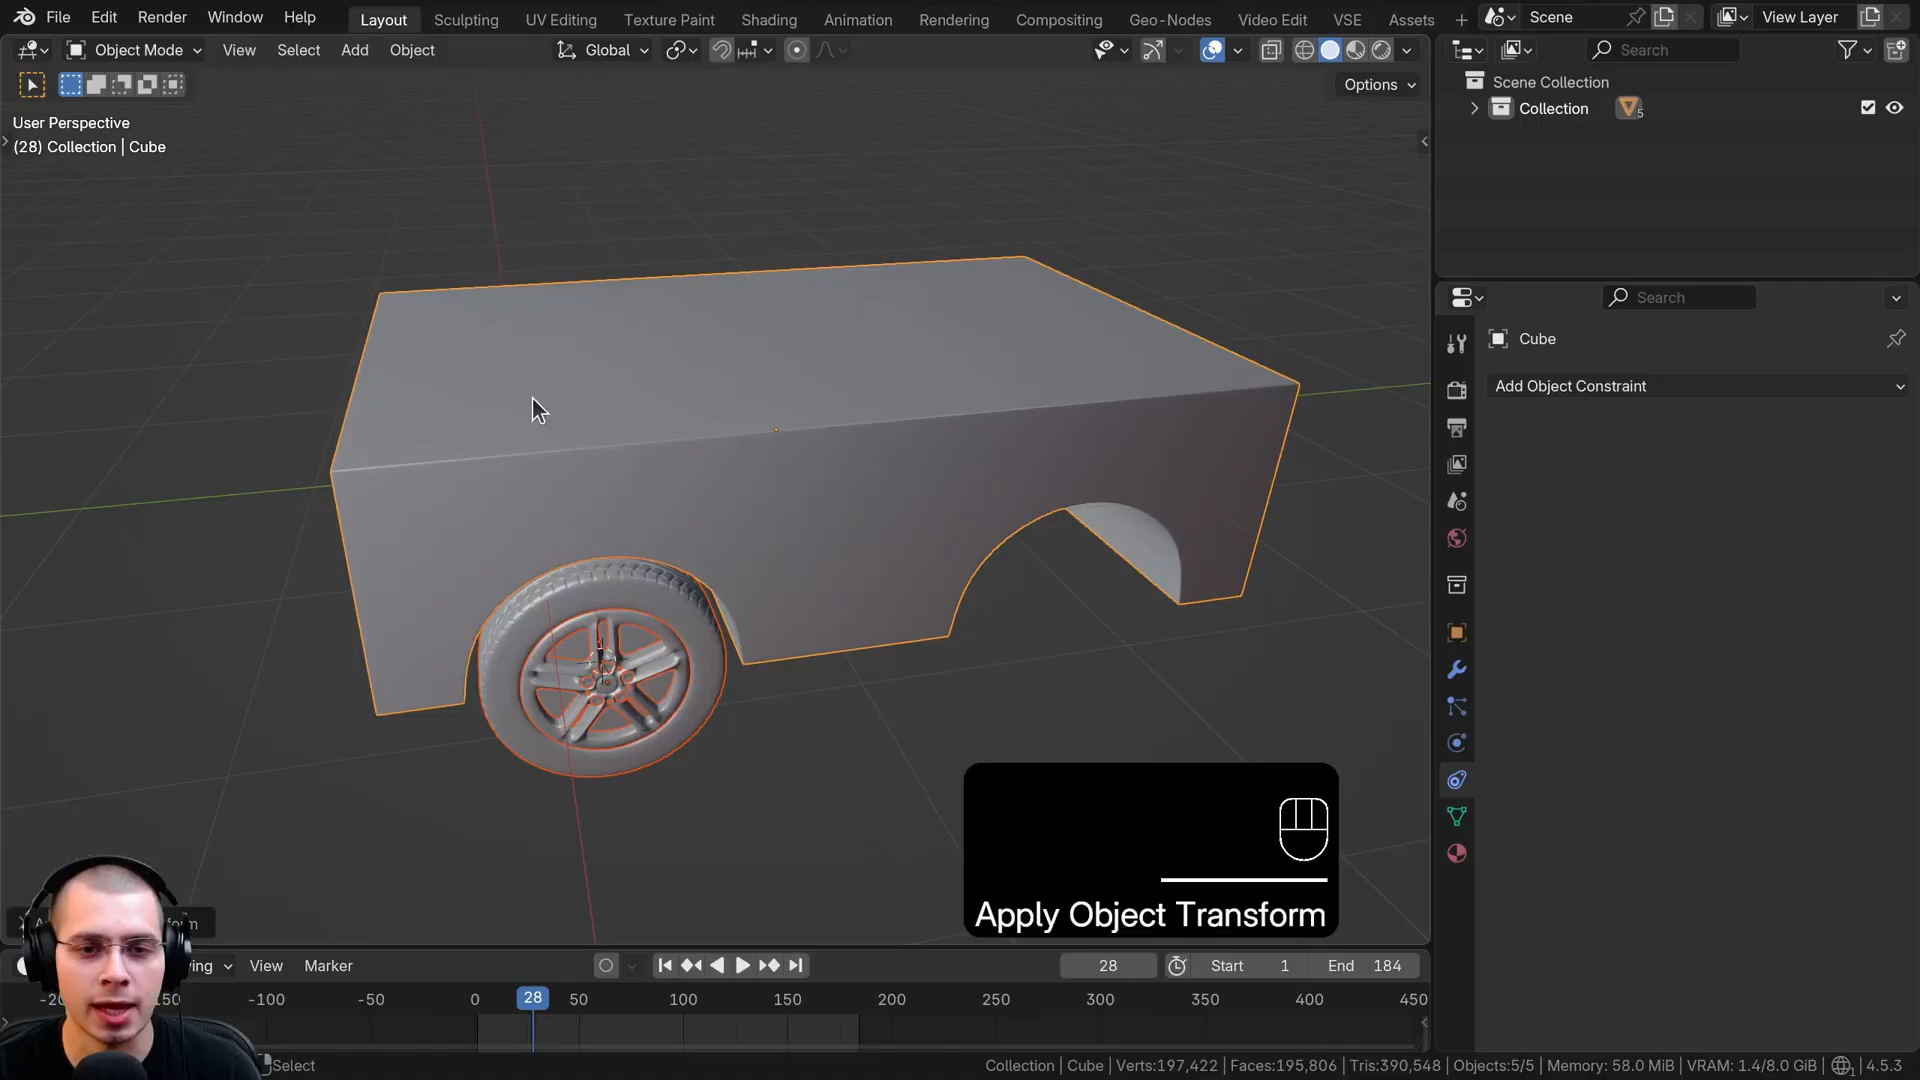 File Edit Render Window Help Layout Sculpting UV Editing Texture Paint Shading Animation Rendering Compositing Geo-Nodes Video Edit VSE Assets Scene View Layer
Object Mode View Select Add Object Global Search
Options
Scene Collection
Collection 5
User Perspective
(28) Collection | Cube
Search
Cube
Add Object Constraint
Apply Object Transform
View Marker 28 Start 1 End 184
-100 -50 0 28 50 100 150 200 250 300 350 400 450
Select Collection | Cube | Verts:197,422 | Faces:195,806 | Tris:390,548 | Objects:5/5 | Memory: 58.0 MiB | VRAM: 1.4/8.0 GiB | 4.5.3